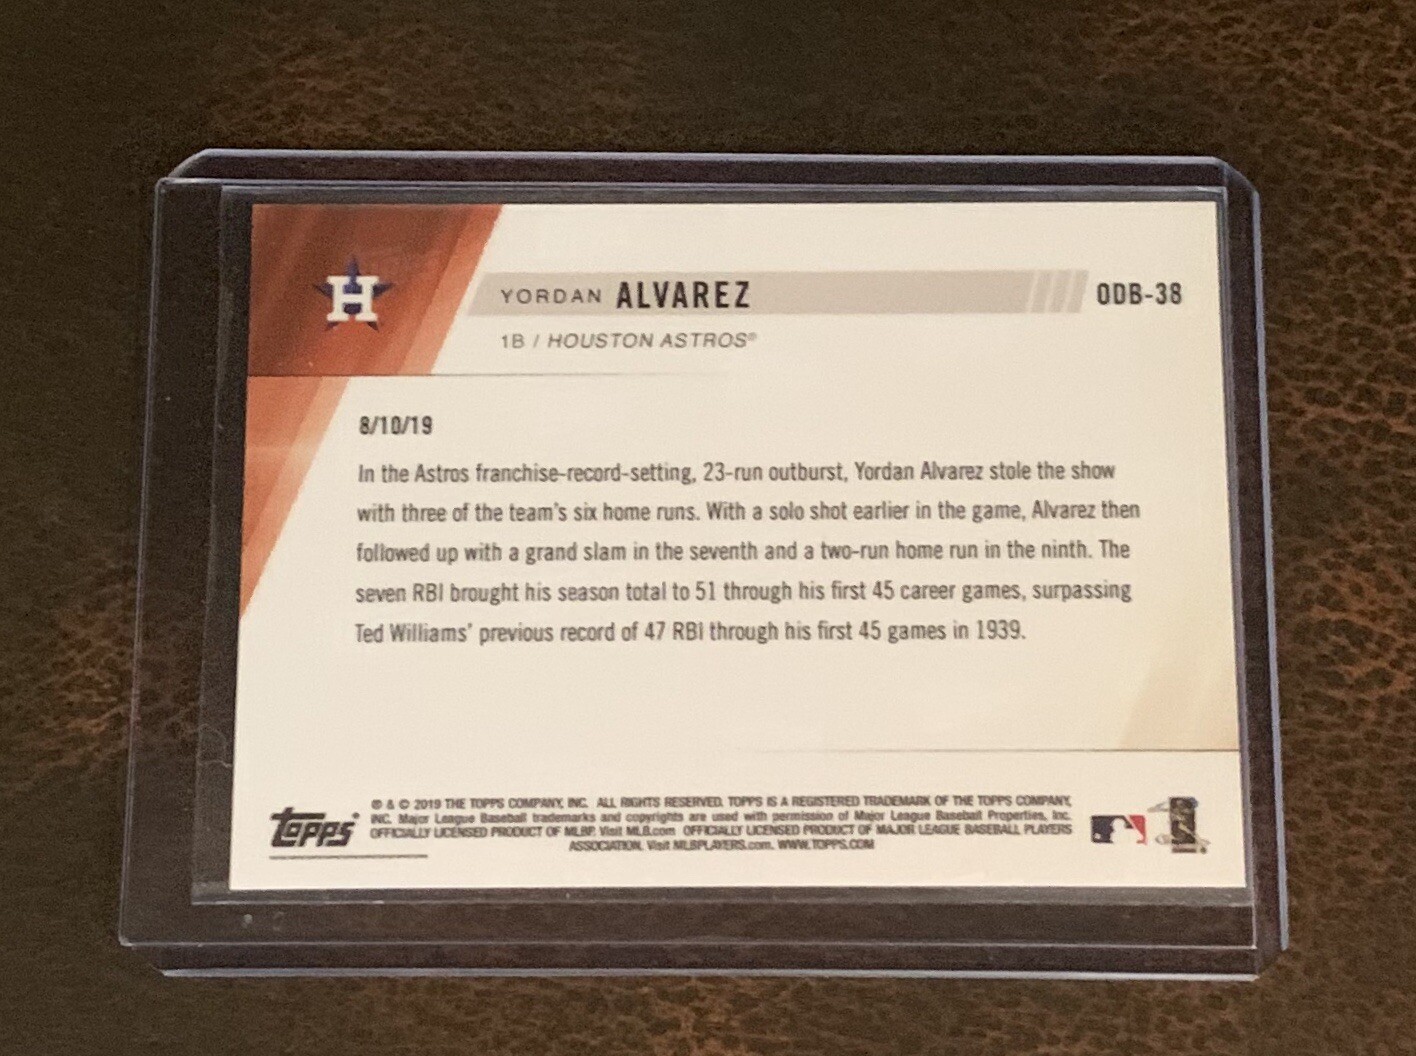 H
YORDAN ALVAREZ
ODB-38
1B / HOUSTON ASTROS®
8/10/19
In the Astros franchise-record-setting, 23-run outburst, Yordan Alvarez stole the show
with three of the team's six home runs. With a solo shot earlier in the game, Alvarez then
followed up with a grand slam in the seventh and a two-run home run in the ninth. The
seven RBI brought his season total to 51 through his first 45 career games, surpassing
Ted Williams' previous record of 47 RBI through his first 45 games in 1939.
topps
® & © 2019 THE TOPPS COMPANY, INC. ALL RIGHTS RESERVED. TOPPS IS A REGISTERED TRADEMARK OF THE TOPPS COMPANY,
INC. Major League Baseball trademarks and copyrights are used with permission of Major League Baseball Properties, Inc.
OFFICIALLY LICENSED PRODUCT OF MLBP. Visit MLB.com OFFICIALLY LICENSED PRODUCT OF MAJOR LEAGUE BASEBALL PLAYERS
ASSOCIATION. Visit MLBPLAYERS.com. WWW.TOPPS.COM